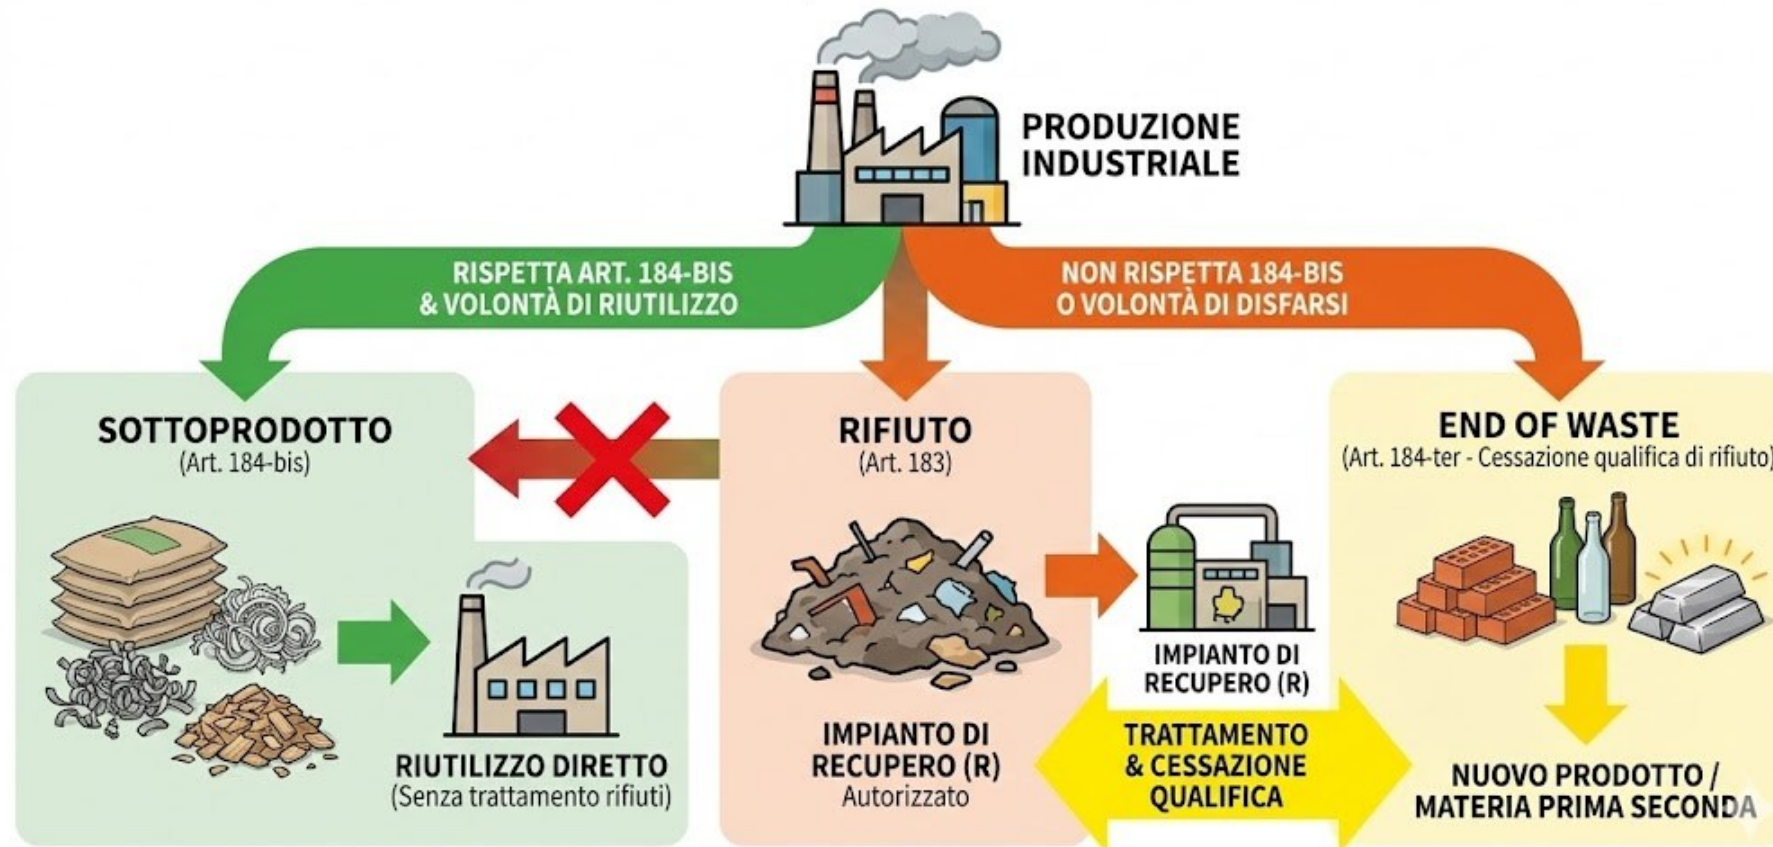 PRODUZIONE
INDUSTRIALE
RISPETTA ART. 184-BIS
& VOLONTÀ DI RIUTILIZZO
NON RISPETTA 184-BIS
O VOLONTÀ DI DISFARSI
SOTTOPRODOTTO
(Art. 184-bis)
RIUTILIZZO DIRETTO
(Senza trattamento rifiuti)
RIFIUTO
(Art. 183)
IMPIANTO DI
RECUPERO (R)
Autorizzato
IMPIANTO DI
RECUPERO (R)
TRATTAMENTO
& CESSAZIONE
QUALIFICA
END OF WASTE
(Art. 184-ter - Cessazione qualifica di rifiuto)
NUOVO PRODOTTO /
MATERIA PRIMA SECONDA